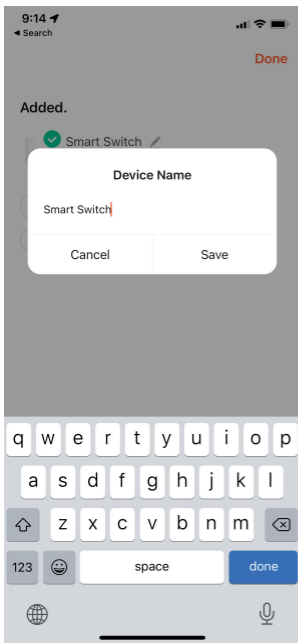 9:14
◂ Search
Done
Added.
Smart Switch
Device Name
Smart Switch
Cancel Save
q w e r t y u i o p
a s d f g h j k l
z x c v b n m
123 space done